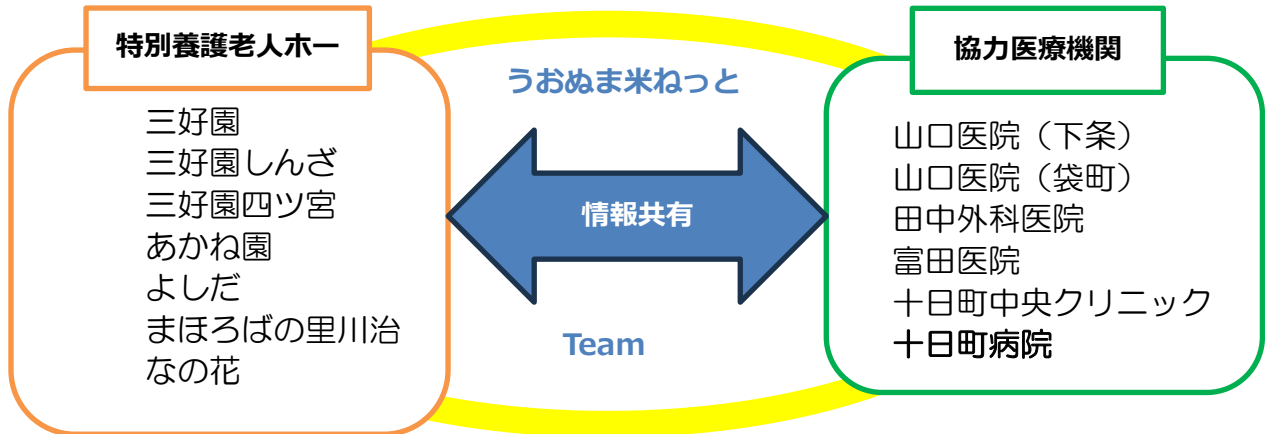 特別養護老人ホー
三好園
三好園しんざ
三好園四ツ宮
あかね園
よしだ
まほろばの里川治
なの花
うおぬま米ねっと
情報共有
Team
協力医療機関
山口医院（下条）
山口医院（袋町）
田中外科医院
富田医院
十日町中央クリニック
十日町病院